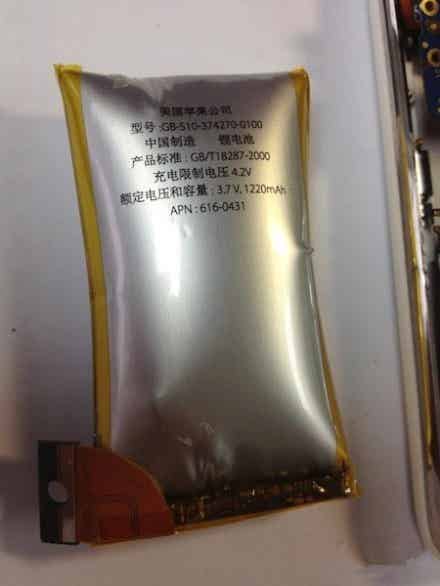 美国苹果公司
型号:GB-S10-374270-0100
中国制造 锂电池
产品标准: GB/T18287-2000
充电限制电压 4.2V
额定电压和容量: 3.7 V, 1220mAh
APN : 616-0431